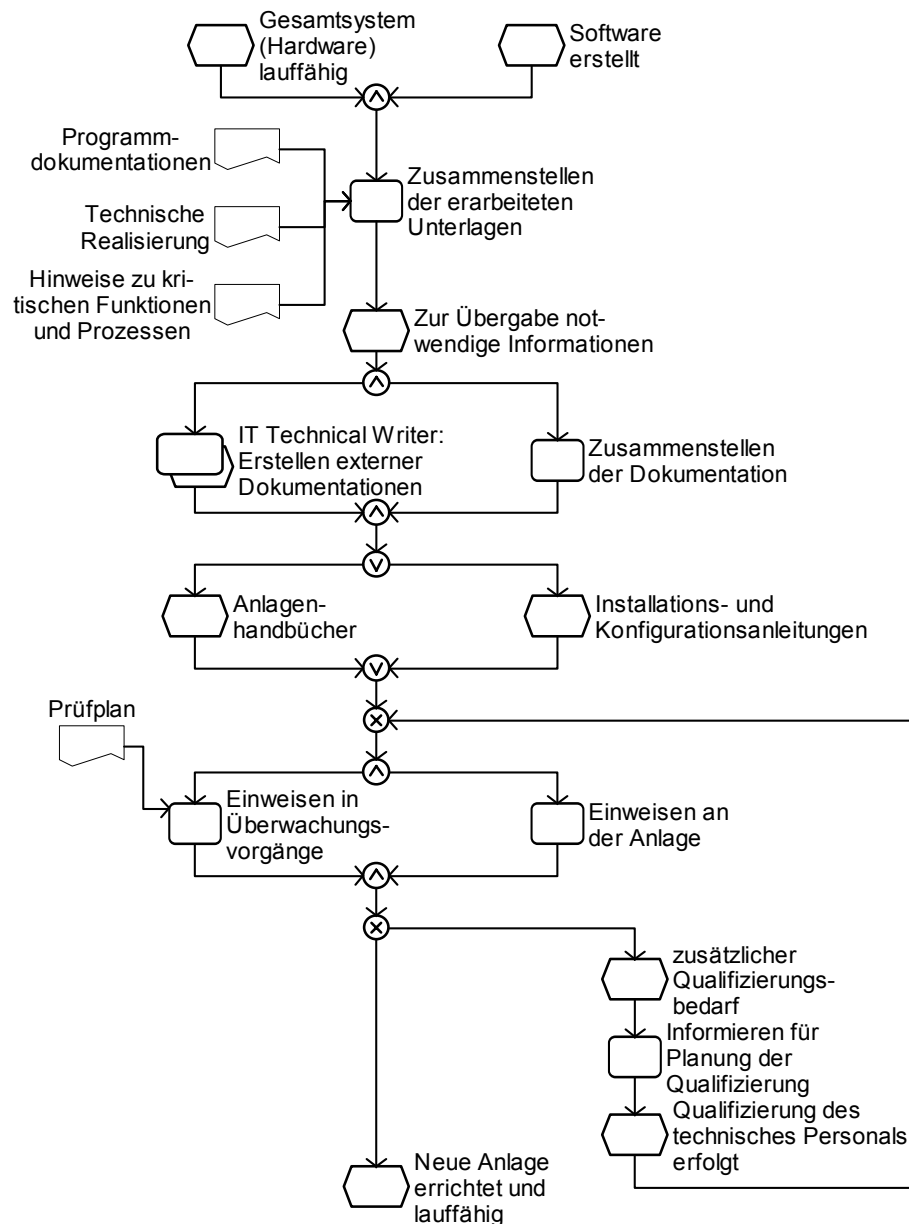 Gesamtsystem
(Hardware)
lauffähig
Software
erstellt
Programm-
dokumentationen
Technische
Realisierung
Hinweise zu kri-
tischen Funktionen
und Prozessen
Zusammenstellen
der erarbeiteten
Unterlagen
Zur Übergabe not-
wendige Informationen
IT Technical Writer:
Erstellen externer
Dokumentationen
Zusammenstellen
der Dokumentation
Anlagen-
handbücher
Installations- und
Konfigurationsanleitungen
Prüfplan
Einweisen in
Überwachungs-
vorgänge
Einweisen an
der Anlage
zusätzlicher
Qualifizierungs-
bedarf
Informieren für
Planung der
Qualifizierung
Qualifizierung des
technisches Personals
erfolgt
Neue Anlage
errichtet und
lauffähig